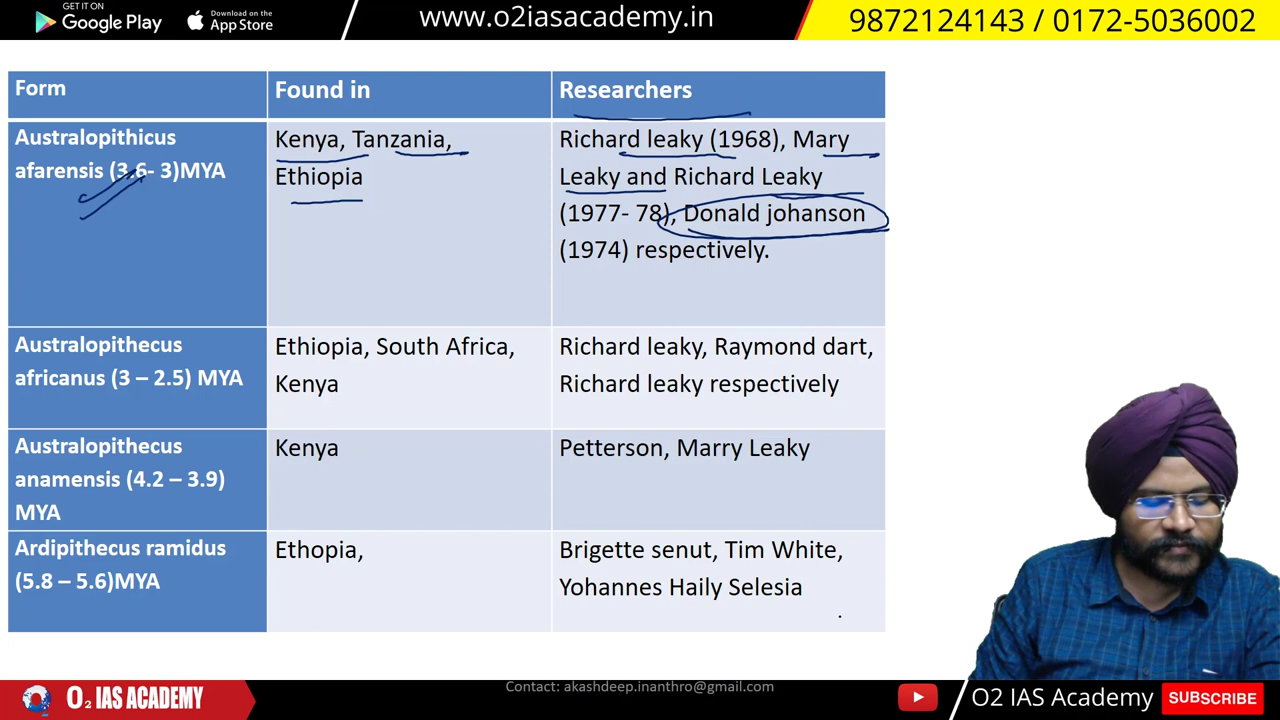 GET IT ON
Google Play
Download on the
App Store
www.o2iasacademy.in
9872124143 / 0172-5036002
Form
Found in
Researchers
Australopithicus
afarensis (3.6- 3)MYA
Kenya, Tanzania,
Ethiopia
Richard leaky (1968), Mary
Leaky and Richard Leaky
(1977- 78), Donald johanson
(1974) respectively.
Australopithecus
africanus (3 – 2.5) MYA
Ethiopia, South Africa,
Kenya
Richard leaky, Raymond dart,
Richard leaky respectively
Australopithecus
anamensis (4.2 – 3.9)
MYA
Kenya
Petterson, Marry Leaky
Ardipithecus ramidus
(5.8 – 5.6)MYA
Ethopia,
Brigette senut, Tim White,
Yohannes Haily Selesia
O2 IAS ACADEMY
Contact: akashdeep.inanthro@gmail.com
O2 IAS Academy
SUBSCRIBE